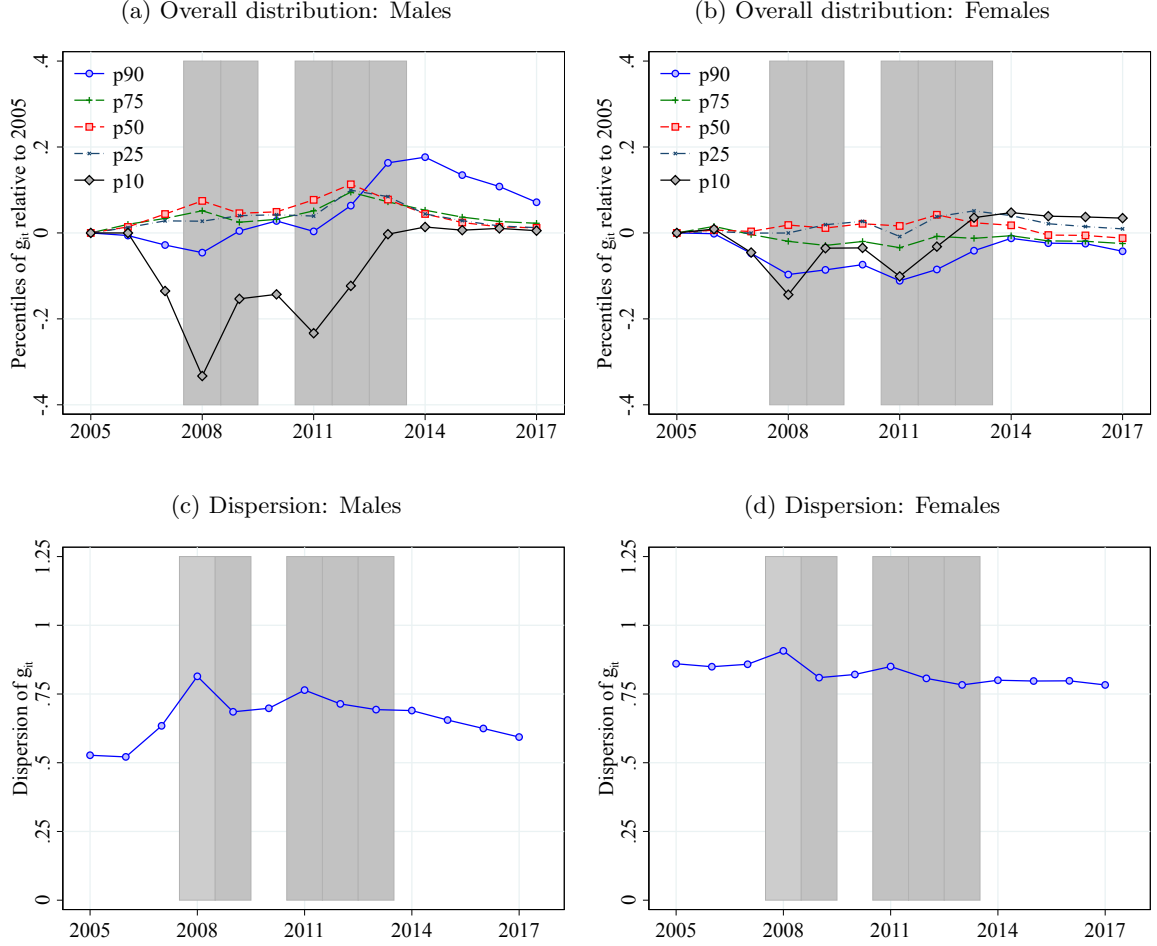 (a) Overall distribution: Males
Percentiles of g_it relative to 2005
.4
.2
0
-.2
-.4
p90
p75
p50
p25
p10
2005 2008 2011 2014 2017
(b) Overall distribution: Females
Percentiles of g_it relative to 2005
.4
.2
0
-.2
-.4
p90
p75
p50
p25
p10
2005 2008 2011 2014 2017
(c) Dispersion: Males
Dispersion of g_it
1.25
1
.75
.5
.25
0
2005 2008 2011 2014 2017
(d) Dispersion: Females
Dispersion of g_it
1.25
1
.75
.5
.25
0
2005 2008 2011 2014 2017